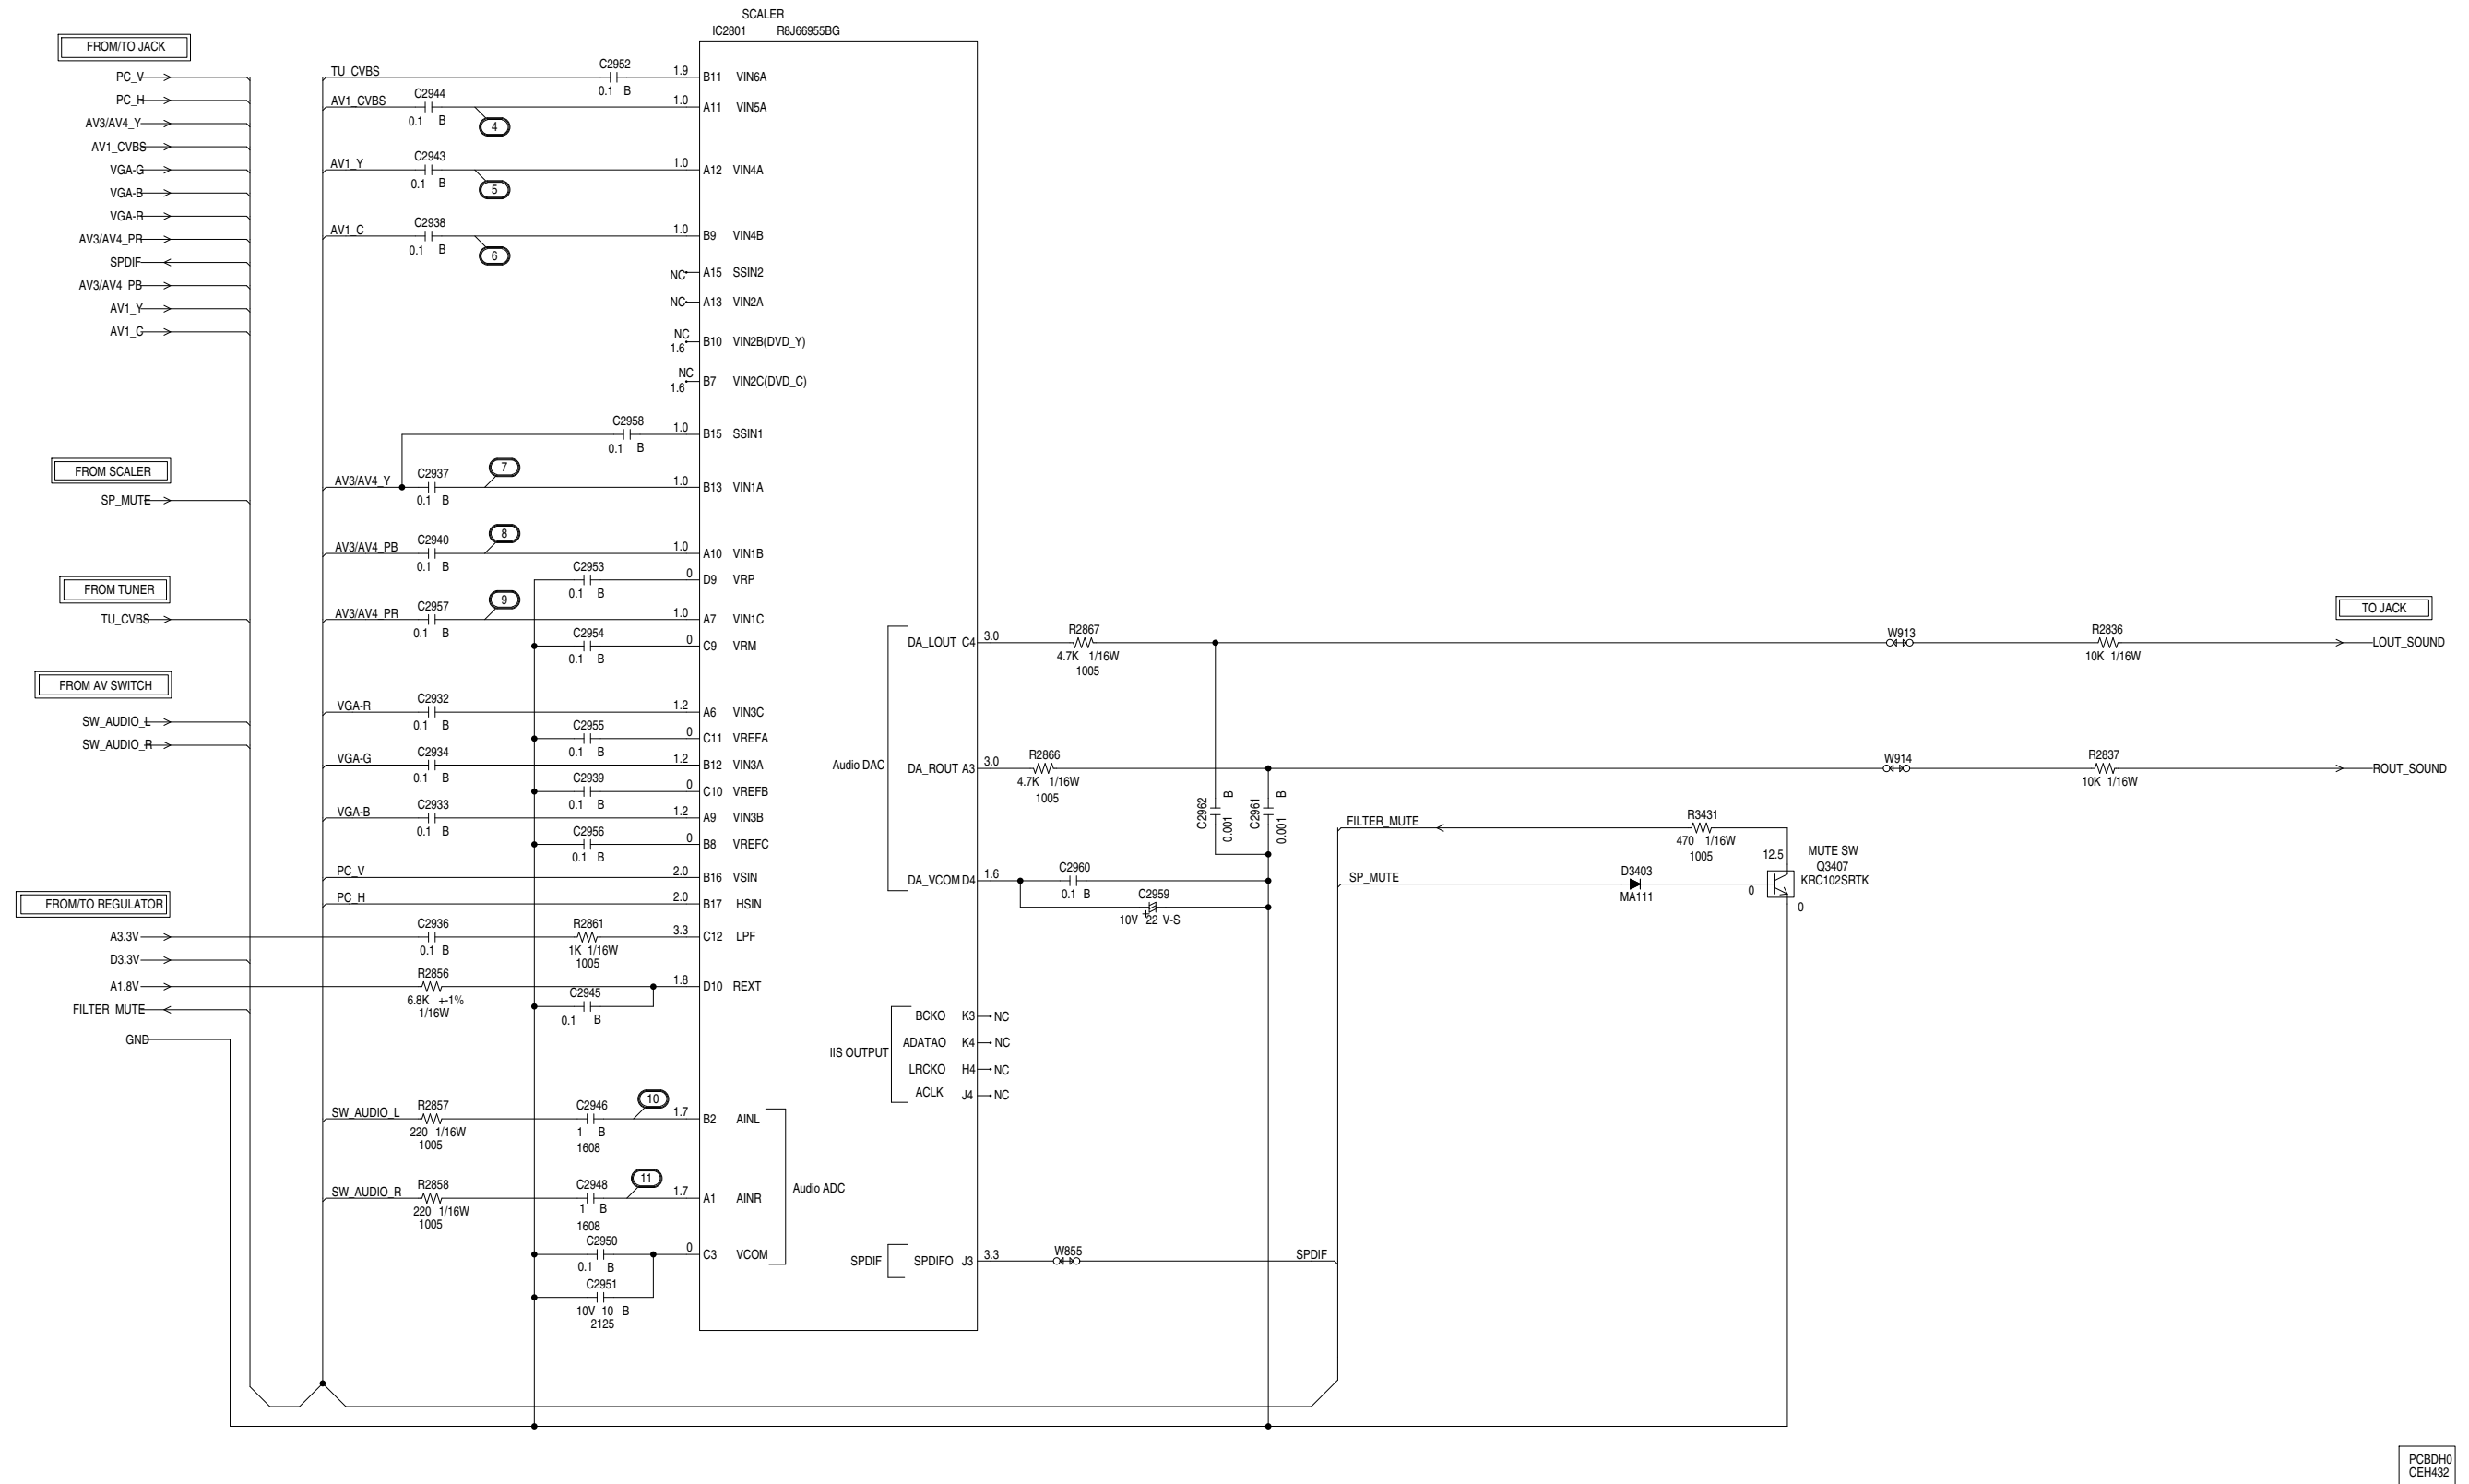 SCALER
IC2801 R8J66955BG
FROM/TO JACK
PC_V
PC_H
AV3/AV4_Y
AV1_CVBS
VGA-G
VGA-B
VGA-R
AV3/AV4_PR
SPDIF
AV3/AV4_PB
AV1_Y
AV1_C
FROM SCALER
SP_MUTE
FROM TUNER
TU_CVBS
FROM AV SWITCH
SW_AUDIO_L
SW_AUDIO_R
FROM/TO REGULATOR
A3.3V
D3.3V
A1.8V
FILTER_MUTE
GND
TU_CVBS C2952 1.9 B11 VIN6A
0.1 B
AV1_CVBS C2944 1.0 A11 VIN5A
0.1 B 4
AV1_Y C2943 1.0 A12 VIN4A
0.1 B 5
AV1_C C2938 1.0 B9 VIN4B
0.1 B 6
NC A15 SSIN2
NC A13 VIN2A
NC
1.6 B10 VIN2B(DVD_Y)
NC
1.6 B7 VIN2C(DVD_C)
C2958 1.0 B15 SSIN1
0.1 B
7
AV3/AV4_Y C2937 1.0 B13 VIN1A
0.1 B
8
AV3/AV4_PB C2940 1.0 A10 VIN1B
0.1 B
C2953 0 D9 VRP
0.1 B
9
AV3/AV4_PR C2957 1.0 A7 VIN1C
0.1 B
C2954 0 C9 VRM
0.1 B
VGA-R C2932 1.2 A6 VIN3C
0.1 B
C2955 0 C11 VREFA
0.1 B
VGA-G C2934 1.2 B12 VIN3A
0.1 B
C2939 0 C10 VREFB
0.1 B
VGA-B C2933 1.2 A9 VIN3B
0.1 B
C2956 0 B8 VREFC
0.1 B
PC_V 2.0 B16 VSIN
PC_H 2.0 B17 HSIN
C2936 R2861 3.3 C12 LPF
0.1 B 1K 1/16W
1005
R2856 1.8 D10 REXT
6.8K +-1%
1/16W
C2945
0.1 B
10
SW_AUDIO_L R2857 C2946 1.7 B2 AINL
220 1/16W 1 B
1005 1608
11
SW_AUDIO_R R2858 C2948 1.7 A1 AINR
220 1/16W 1 B
1005 1608
Audio ADC
C2950 0 C3 VCOM
0.1 B
C2951
10V 10 B
2125
Audio DAC
DA_LOUT C4 3.0 R2867 W913 R2836 LOUT_SOUND
4.7K 1/16W 10K 1/16W
1005
TO JACK
DA_ROUT A3 3.0 R2866 W914 R2837 ROUT_SOUND
4.7K 1/16W 10K 1/16W
1005
C2962 0.001 B
C2961 0.001 B
DA_VCOM D4 1.6 C2960
0.1 B
C2959
+
10V 22 V-S
FILTER_MUTE R3431
470 1/16W
1005
12.5
MUTE SW
Q3407
KRC102SRTK
SP_MUTE D3403
MA111
0
0
IIS OUTPUT
BCKO K3 NC
ADATAO K4 NC
LRCKO H4 NC
ACLK J4 NC
SPDIF SPDIFO J3 3.3 W855 SPDIF
PCBDH0
CEH432